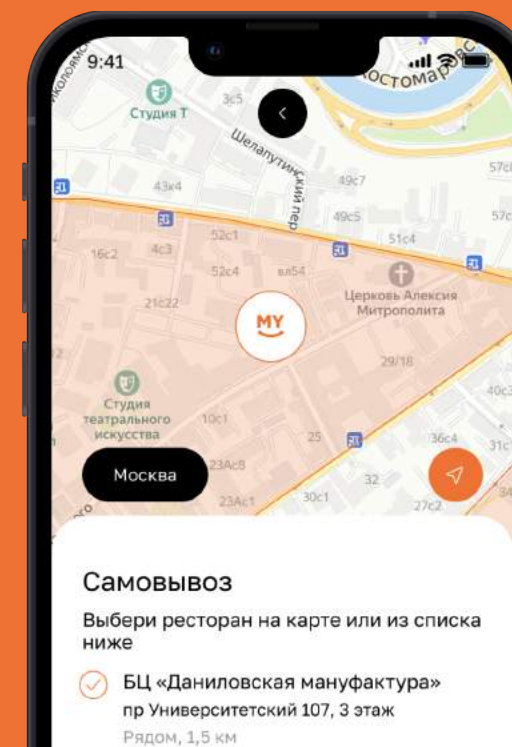 9:41
Костомаро
Студия Т
3с5
Шелапутинский пер
49с7
57с
43к4
49с5
57с
52с1
51с4
16с2
4с3
52с4
вл54
Церковь Алексия
Митрополита
21с22
MY
29/18
Студия
театрального
искусства
40с3
10с1
25
36с4
31с
Москва
23Ас8
32
34
23Ас1
30с1
27с2
Самовывоз
Выбери ресторан на карте или из списка
ниже
БЦ «Даниловская мануфактура»
пр Университетский 107, 3 этаж
Рядом, 1,5 км